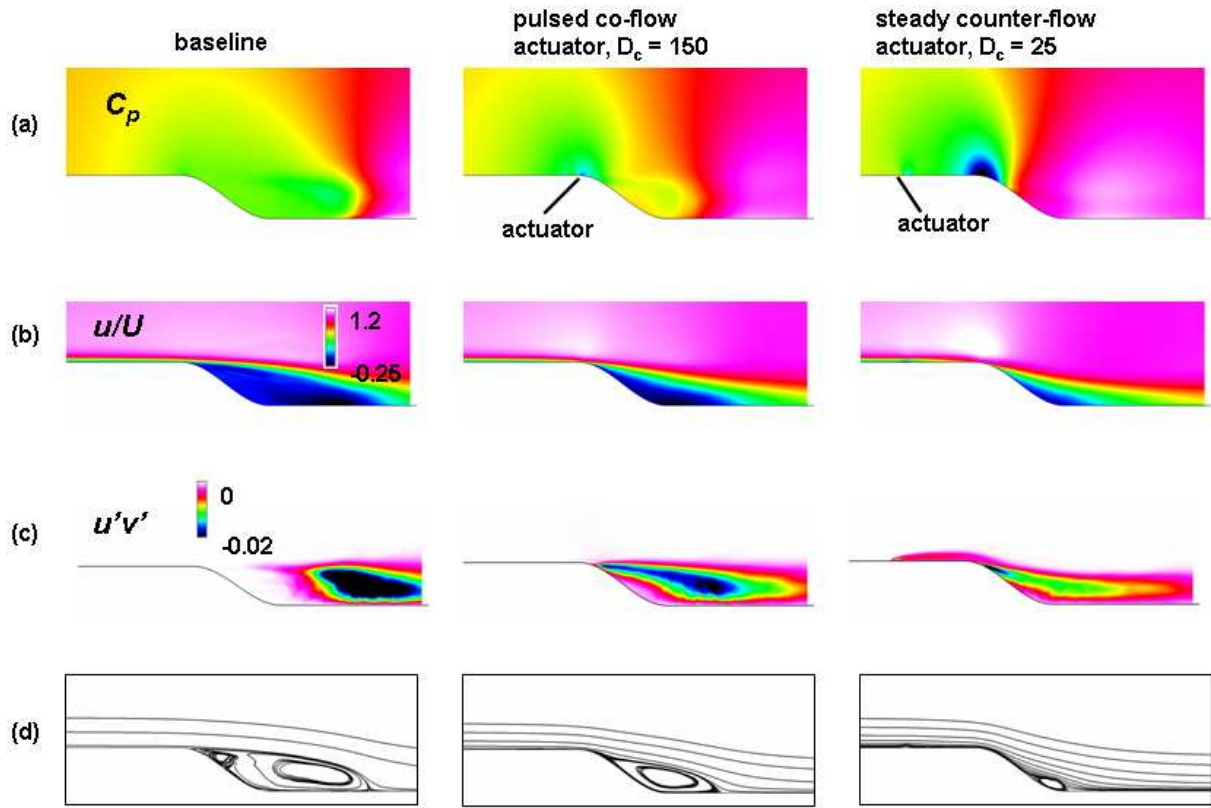 baseline
pulsed co-flow
actuator, D_c = 150
steady counter-flow
actuator, D_c = 25
(a)
C_p
actuator
actuator
(b)
u/U
1.2
-0.25
(c)
u'v'
0
-0.02
(d)